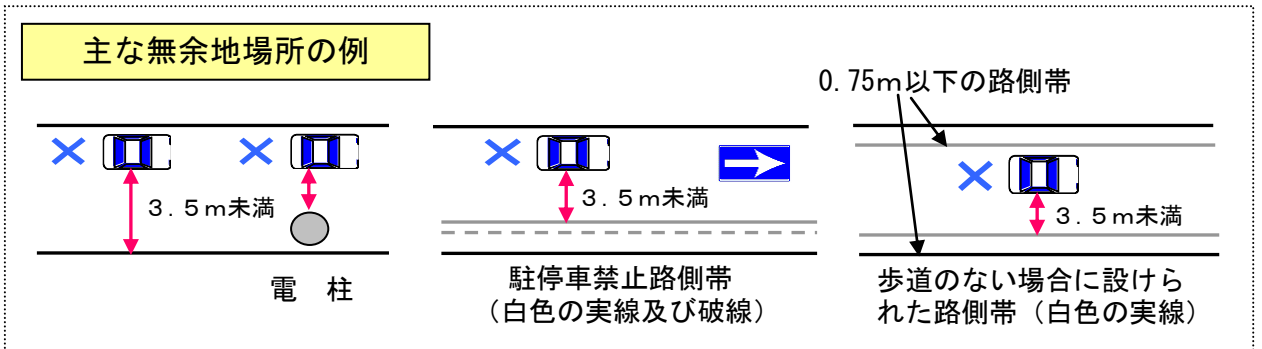 主な無余地場所の例
３．５ｍ未満
電　柱
３．５ｍ未満
駐停車禁止路側帯
（白色の実線及び破線）
0.75ｍ以下の路側帯
３．５ｍ未満
歩道のない場合に設けら
れた路側帯（白色の実線）